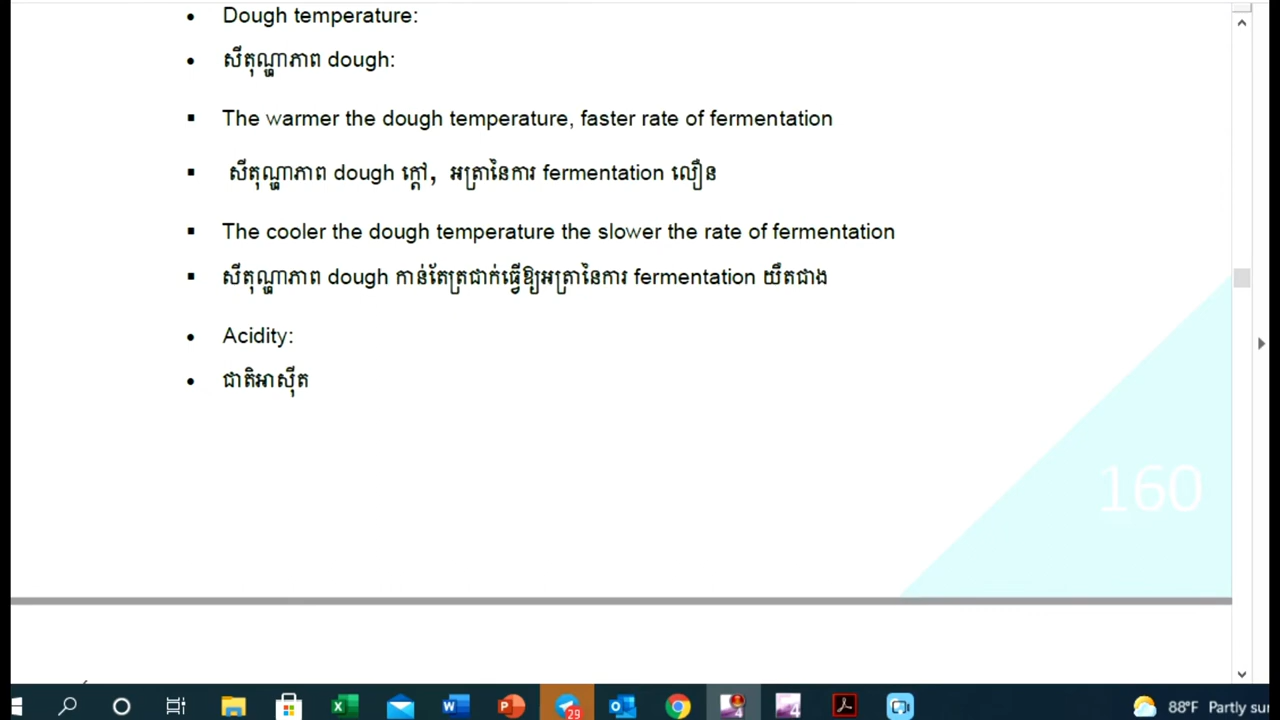 • Dough temperature:
• សីតុណ្ហាភាព dough:
▪ The warmer the dough temperature, faster rate of fermentation
▪ សីតុណ្ហាភាព dough ក្តៅ, អត្រានៃការ fermentation លឿន
▪ The cooler the dough temperature the slower the rate of fermentation
▪ សីតុណ្ហាភាព dough កាន់តែត្រជាក់ធ្វើឱ្យអត្រានៃការ fermentation យឺតជាង
• Acidity:
• ជាតិអាស៊ីត
160
29
88°F Partly sur